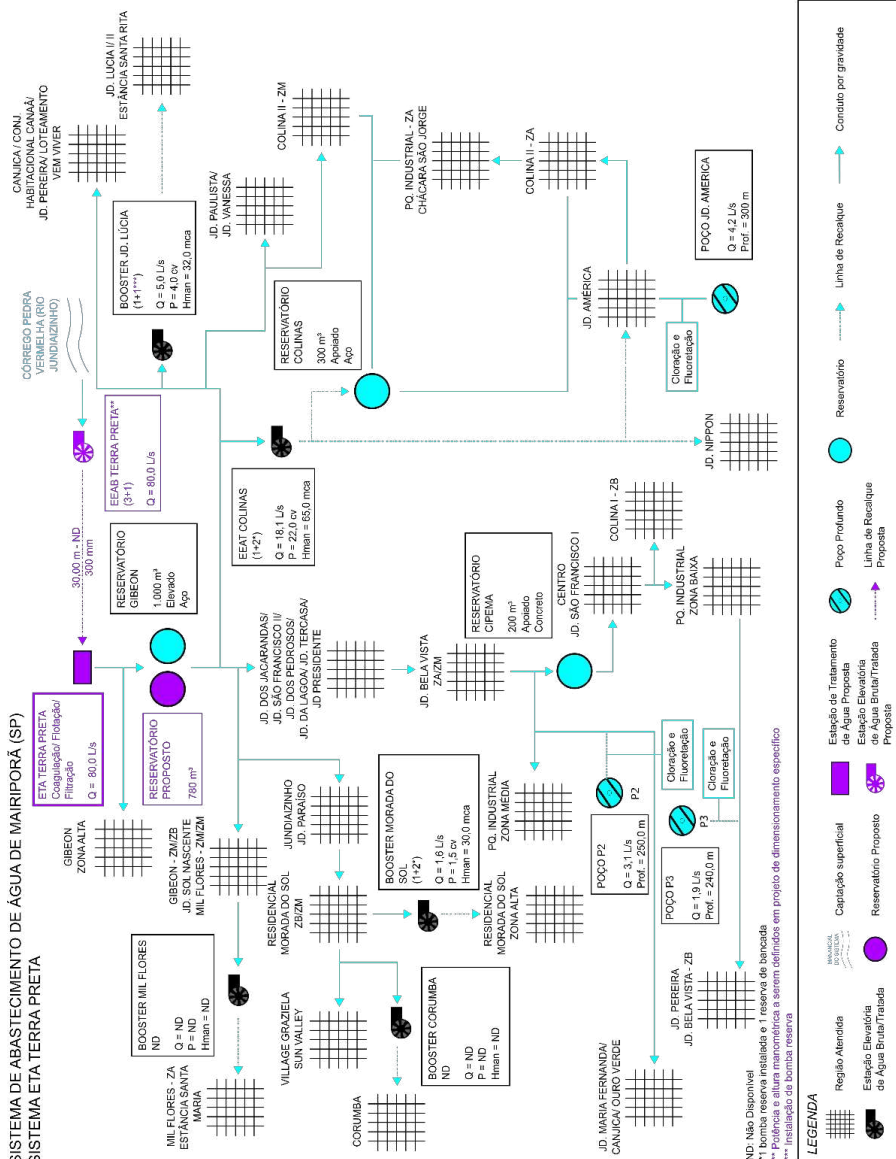 SISTEMA DE ABASTECIMENTO DE ÁGUA DE MAIRIPORÃ (SP)
SISTEMA ETA TERRA PRETA
ETA TERRA PRETA
Coagulação/ Flotação/
Filtração
Q = 80,0 L/s
30,00 m - ND
300 mm
CÓRREGO PEDRA
VERMELHA (RIO
JUNDIAIZINHO)
EEAB TERRA PRETA**
(3+1)
Q = 80,0 L/s
CANJICA / CONJ.
HABITACIONAL CANAÃ/
JD. PEREIRA/ LOTEAMENTO
VEM VIVER
JD. LUCIA I/ II
ESTÂNCIA SANTA RITA
BOOSTER JD. LÚCIA
(1+1***)
Q = 5,0 L/s
P = 4,0 cv
Hman = 32,0 mca
GIBEON
ZONA ALTA
RESERVATÓRIO
PROPOSTO
780 m³
RESERVATÓRIO
GIBEON
1.000 m³
Elevado
Aço
JD. PAULISTA/
JD. VANESSA
COLINA II - ZM
RESERVATÓRIO
COLINAS
300 m³
Apoiado
Aço
EEAT COLINAS
(1+2*)
Q = 18,1 L/s
P = 22,0 cv
Hman = 65,0 mca
PQ. INDUSTRIAL - ZA
CHÁCARA SÃO JORGE
COLINA II - ZA
JD. AMÉRICA
Cloração e
Fluoretação
POÇO JD. AMERICA
Q = 4,2 L/s
Prof. = 300 m
JD. NIPPON
GIBEON - ZM/ZB
JD. SOL NASCENTE
MIL FLORES - ZM/ZM
JD. DOS JACARANDAS/
JD. SÃO FRANCISCO II/
JD. DOS PEDROSOS/
JD. DA LAGOA/ JD. TERCASA/
JD PRESIDENTE
JD. BELA VISTA
ZA/ZM
RESERVATÓRIO
CIPEMA
200 m³
Apoiado
Concreto
CENTRO
JD. SÃO FRANCISCO I
COLINA I - ZB
PQ. INDUSTRIAL
ZONA BAIXA
BOOSTER MIL FLORES
ND
Q = ND
P = ND
Hman = ND
MIL FLORES - ZA
ESTÂNCIA SANTA
MARIA
JUNDIAIZINHO
JD. PARAÍSO
RESIDENCIAL
MORADA DO SOL
ZB/ZM
BOOSTER MORADA DO
SOL
(1+2*)
Q = 1,6 L/s
P = 1,5 cv
Hman = 30,0 mca
RESIDENCIAL
MORADA DO SOL
ZONA ALTA
VILLAGE GRAZIELA
SUN VALLEY
BOOSTER CORUMBA
ND
Q = ND
P = ND
Hman = ND
CORUMBA
PQ. INDUSTRIAL
ZONA MÉDIA
P2
Cloração e
Fluoretação
POÇO P2
Q = 3,1 L/s
Prof. = 250,0 m
P3
Cloração e
Fluoretação
POÇO P3
Q = 1,9 L/s
Prof. = 240,0 m
JD. MARIA FERNANDA/
CANJICA/ OURO VERDE
JD. PEREIRA
JD. BELA VISTA - ZB
ND: Não Disponível
*1 bomba reserva instalada e 1 reserva de bancada
** Potência e altura manométrica a serem definidos em projeto de dimensionamento específico
*** Instalação de bomba reserva
LEGENDA
Região Atendida
Estação Elevatória
de Água Bruta/Tratada
MANANCIAL
DO SISTEMA
Captação superficial
Reservatório Proposto
Estação de Tratamento
de Água Proposta
Estação Elevatória
de Água Bruta/Tratada
Proposta
Poço Profundo
Linha de Recalque
Proposta
Reservatório
Linha de Recalque
Conduto por gravidade